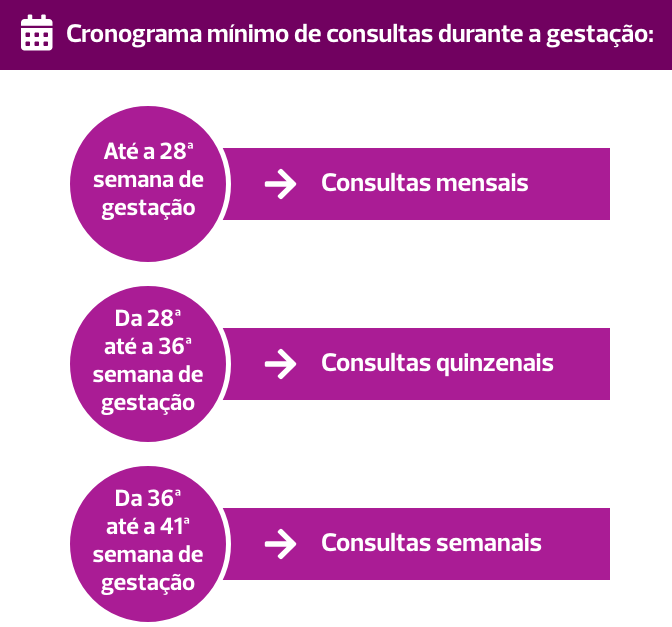 Cronograma mínimo de consultas durante a gestação:
Até a 28ª
semana de
gestação
Consultas mensais
Da 28ª
até a 36ª
semana de
gestação
Consultas quinzenais
Da 36ª
até a 41ª
semana de
gestação
Consultas semanais